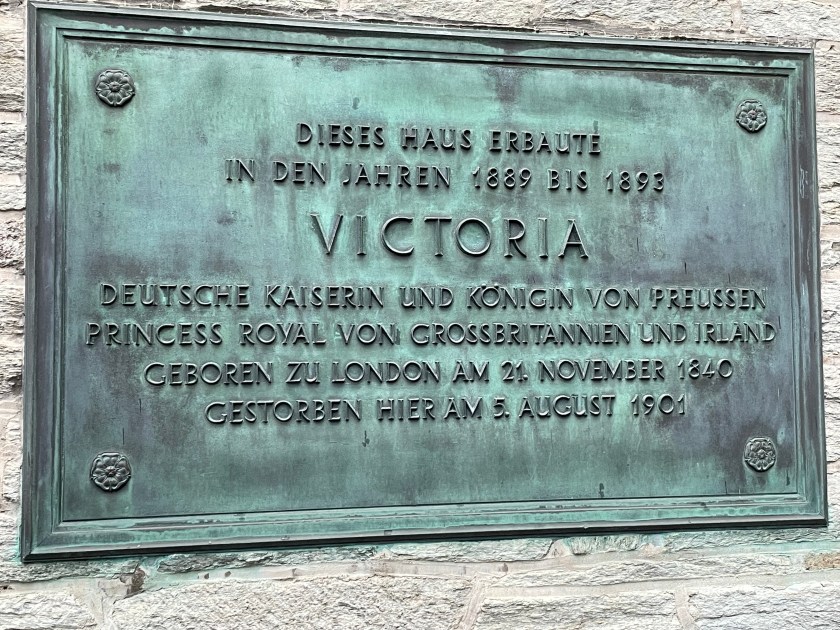 DIESES HAUS ERBAUTE
IN DEN JAHREN 1889 BIS 1893
VICTORIA
DEUTSCHE KAISERIN UND KÖNIGIN VON PREUSSEN
PRINCESS ROYAL VON GROSSBRITANNIEN UND IRLAND
GEBOREN ZU LONDON AM 21. NOVEMBER 1840
GESTORBEN HIER AM 5. AUGUST 1901